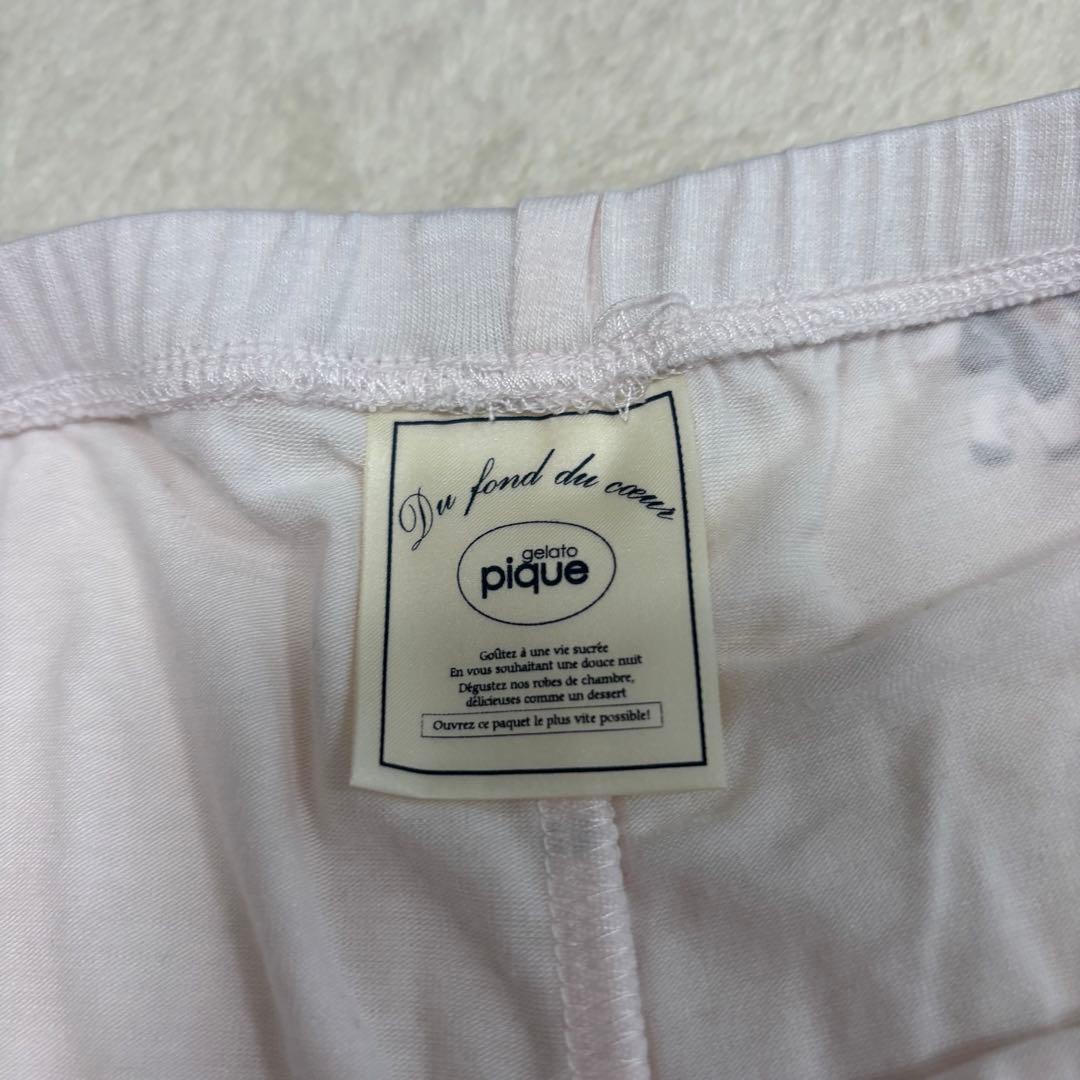 Du fond du cœur
gelato
pique
Goûtez à une vie sucrée
En vous souhaitant une douce nuit
Dégustez nos robes de chambre,
délicieuses comme un dessert
Ouvrez ce paquet le plus vite possible!